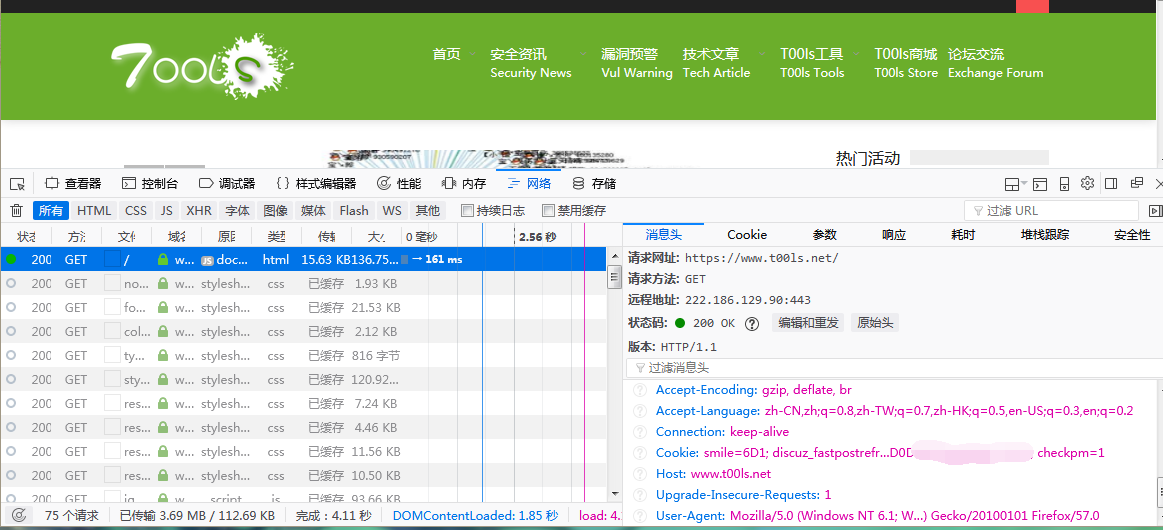 T00ls
首页 安全资讯 漏洞预警 技术文章 T00ls工具 T00ls商城 论坛交流
Security News Vul Warning Tech Article T00ls Tools T00ls Store Exchange Forum
热门活动
查看器 控制台 调试器 {} 样式编辑器 性能 内存 网络 存储
所有 HTML CSS JS XHR 字体 图像 媒体 Flash WS 其他 持续日志 禁用缓存 过滤 URL
0 毫秒 2.56 秒
200 GET / w... JS doc... html 15.63 KB 136.75... → 161 ms
200 GET no... w... stylesh... css 已缓存 1.93 KB
200 GET fo... w... stylesh... css 已缓存 21.53 KB
200 GET col... w... stylesh... css 已缓存 2.12 KB
200 GET ty... w... stylesh... css 已缓存 816 字节
200 GET sty... w... stylesh... css 已缓存 120.92...
200 GET res... w... stylesh... css 已缓存 7.24 KB
200 GET res... w... stylesh... css 已缓存 4.46 KB
200 GET res... w... stylesh... css 已缓存 11.56 KB
200 GET res... w... stylesh... css 已缓存 10.50 KB
200 GET w... script js 已缓存 93.66 KB
75 个请求 已传输 3.69 MB / 112.69 KB 完成：4.11 秒 DOMContentLoaded: 1.85 秒 load: 4.
消息头 Cookie 参数 响应 耗时 堆栈跟踪 安全性
请求网址: https://www.t00ls.net/
请求方法: GET
远程地址: 222.186.129.90:443
状态码: 200 OK ? 编辑和重发 原始头
版本: HTTP/1.1
过滤消息头
Accept-Encoding: gzip, deflate, br
Accept-Language: zh-CN,zh;q=0.8,zh-TW;q=0.7,zh-HK;q=0.5,en-US;q=0.3,en;q=0.2
Connection: keep-alive
Cookie: smile=6D1; discuz_fastpostrefr...D0D checkpm=1
Host: www.t00ls.net
Upgrade-Insecure-Requests: 1
User-Agent: Mozilla/5.0 (Windows NT 6.1; W...) Gecko/20100101 Firefox/57.0